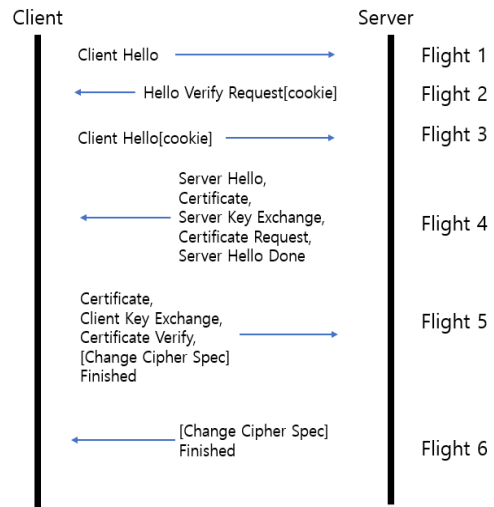 Client
Server
Client Hello
Flight 1
Hello Verify Request[cookie]
Flight 2
Client Hello[cookie]
Flight 3
Server Hello,
Certificate,
Server Key Exchange,
Certificate Request,
Server Hello Done
Flight 4
Certificate,
Client Key Exchange,
Certificate Verify,
[Change Cipher Spec]
Finished
Flight 5
[Change Cipher Spec]
Finished
Flight 6